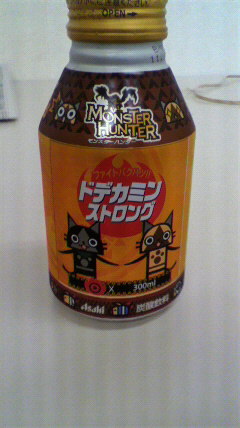 OPEN
MONSTER HUNTER
モンスターハンター
ファイトバクハツ!!
ドデカミン
ストロング
300ml
Asahi
炭酸飲料